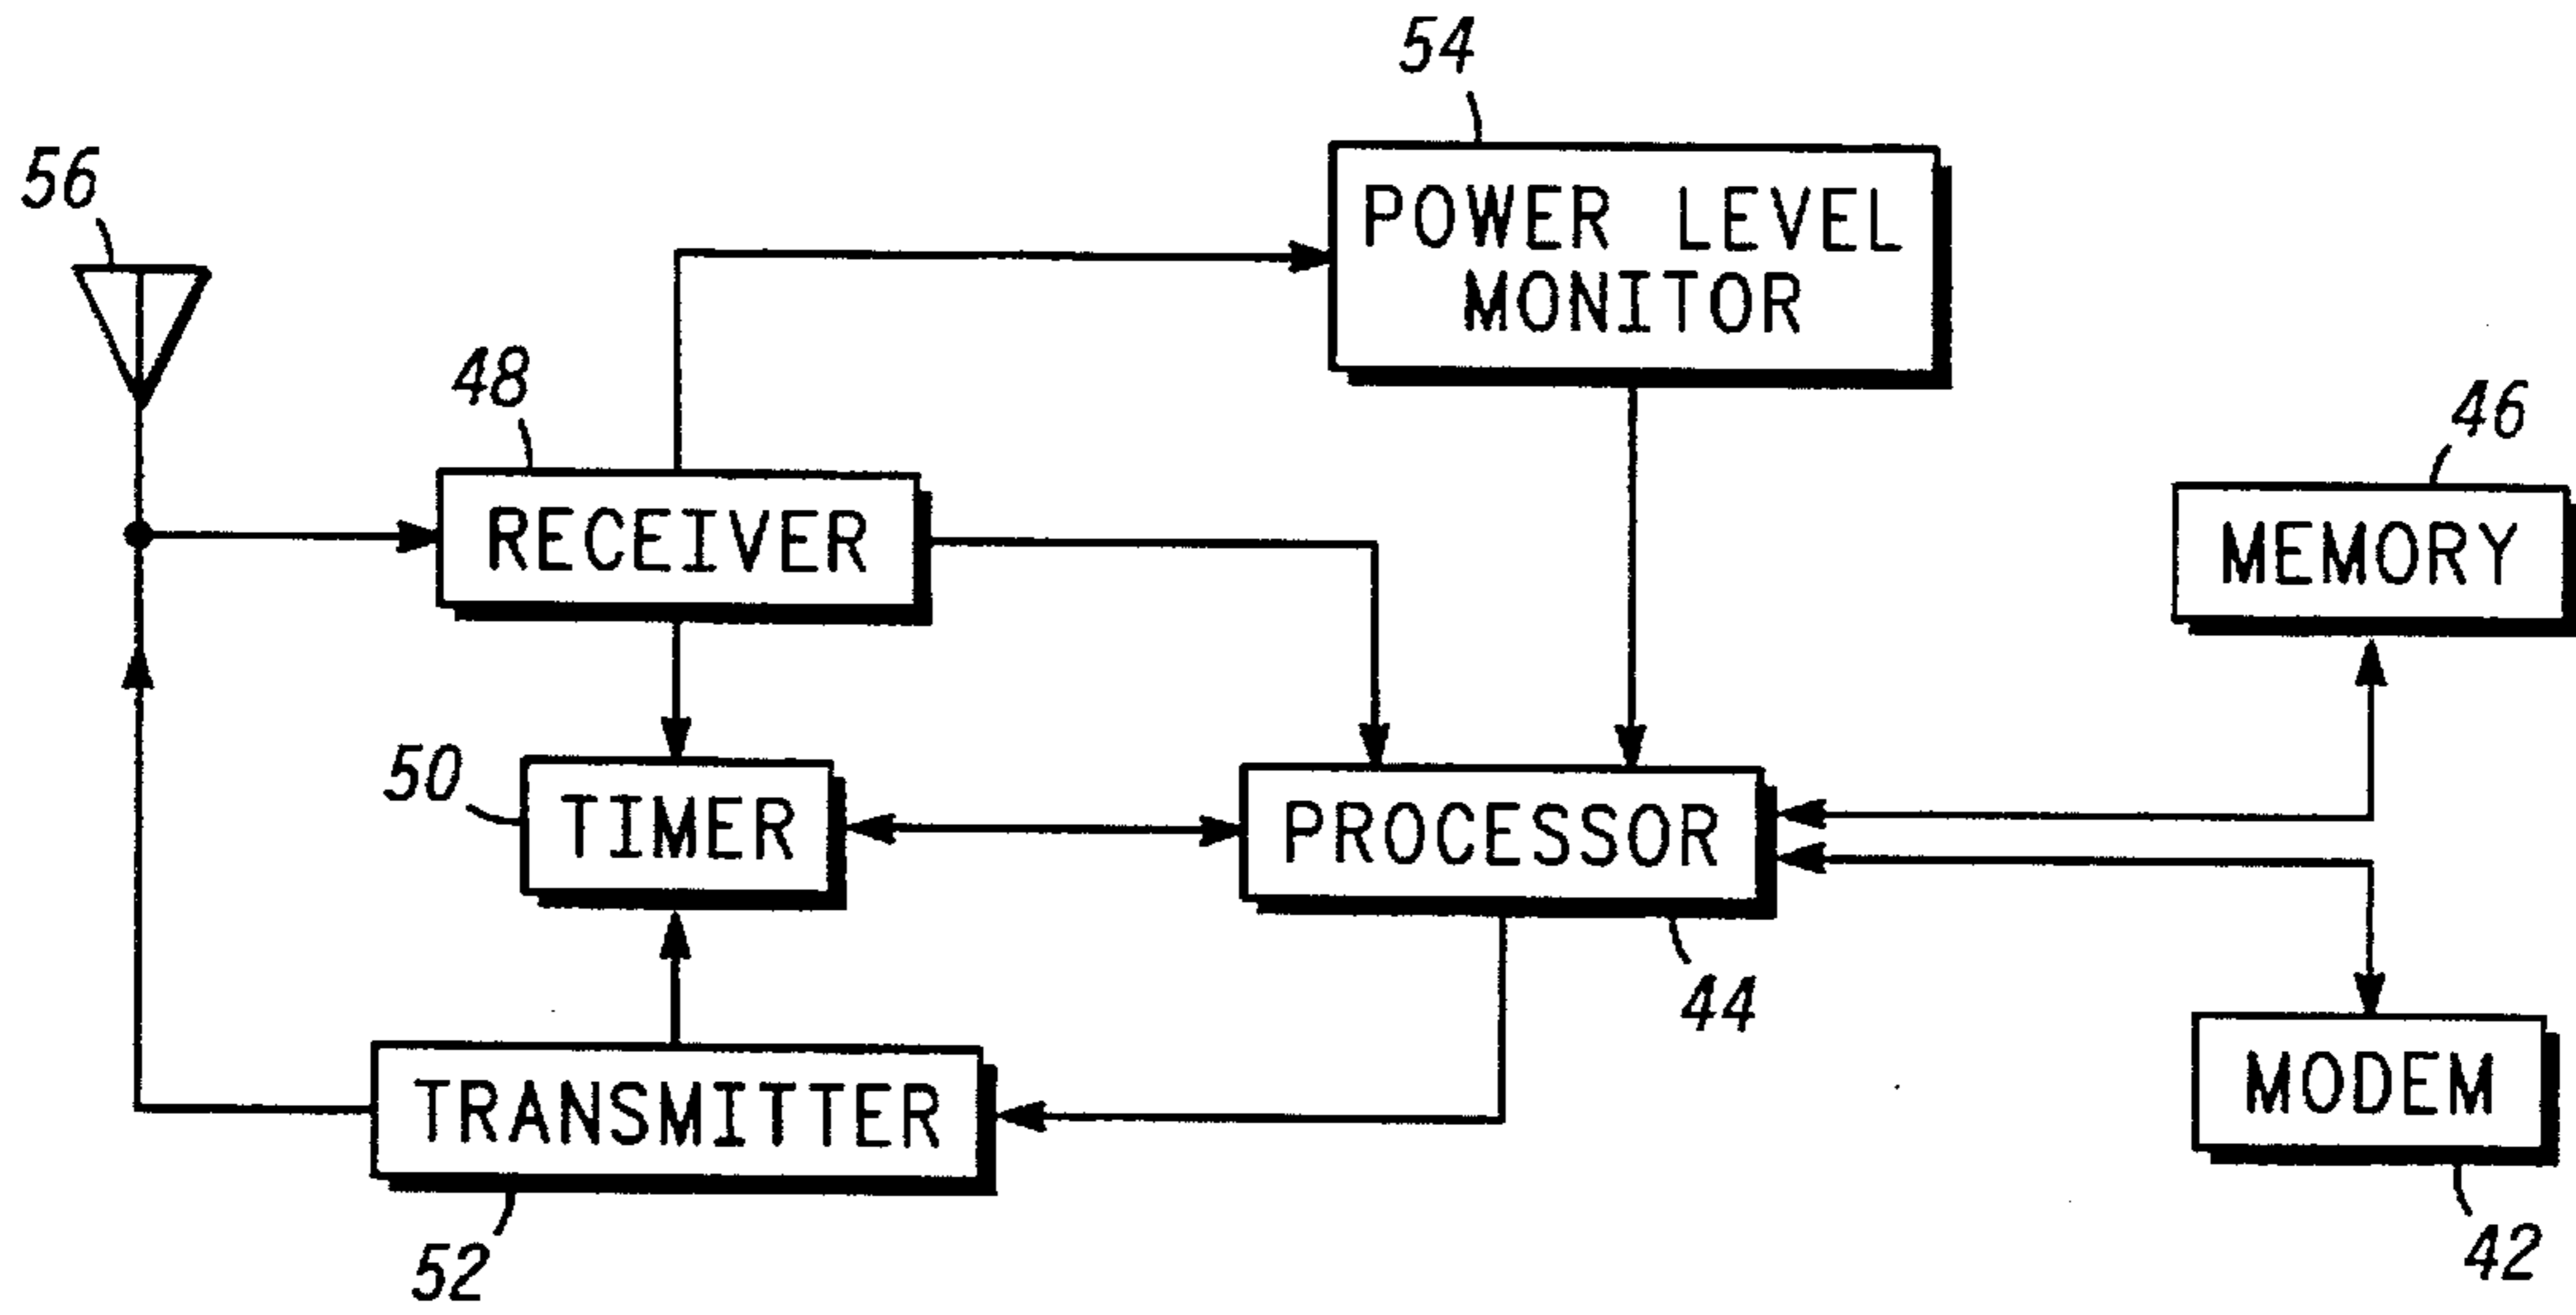 54
56
POWER LEVEL
MONITOR
48
46
RECEIVER
MEMORY
50
TIMER
PROCESSOR
44
TRANSMITTER
MODEM
52
42